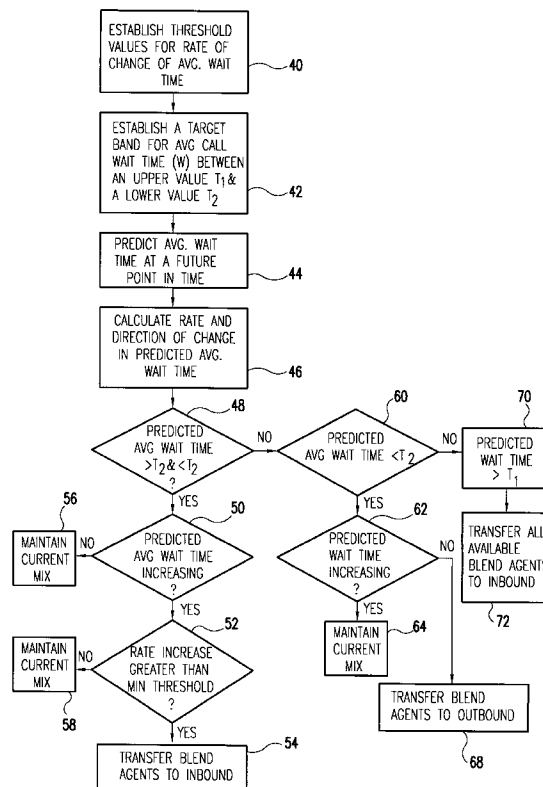 ESTABLISH THRESHOLD
VALUES FOR RATE OF
CHANGE OF AVG. WAIT
TIME
40
ESTABLISH A TARGET
BAND FOR AVG CALL
WAIT TIME (W) BETWEEN
AN UPPER VALUE T1 &
A LOWER VALUE T2
42
PREDICT AVG. WAIT
TIME AT A FUTURE
POINT IN TIME
44
CALCULATE RATE AND
DIRECTION OF CHANGE
IN PREDICTED AVG.
WAIT TIME
46
48
PREDICTED
AVG WAIT TIME
>T2 & <T2
?
NO
YES
60
PREDICTED
AVG WAIT TIME <T2
?
NO
YES
70
PREDICTED
WAIT TIME
> T1
TRANSFER ALL
AVAILABLE
BLEND AGENTS
TO INBOUND
72
56
MAINTAIN
CURRENT
MIX
NO
50
PREDICTED
AVG WAIT TIME
INCREASING
?
YES
62
PREDICTED
WAIT TIME
INCREASING
?
NO
YES
MAINTAIN
CURRENT MIX
64
52
RATE INCREASE
GREATER THAN
MIN THRESHOLD
?
NO
YES
MAINTAIN
CURRENT
MIX
58
TRANSFER BLEND
AGENTS TO INBOUND
54
TRANSFER BLEND
AGENTS TO OUTBOUND
68